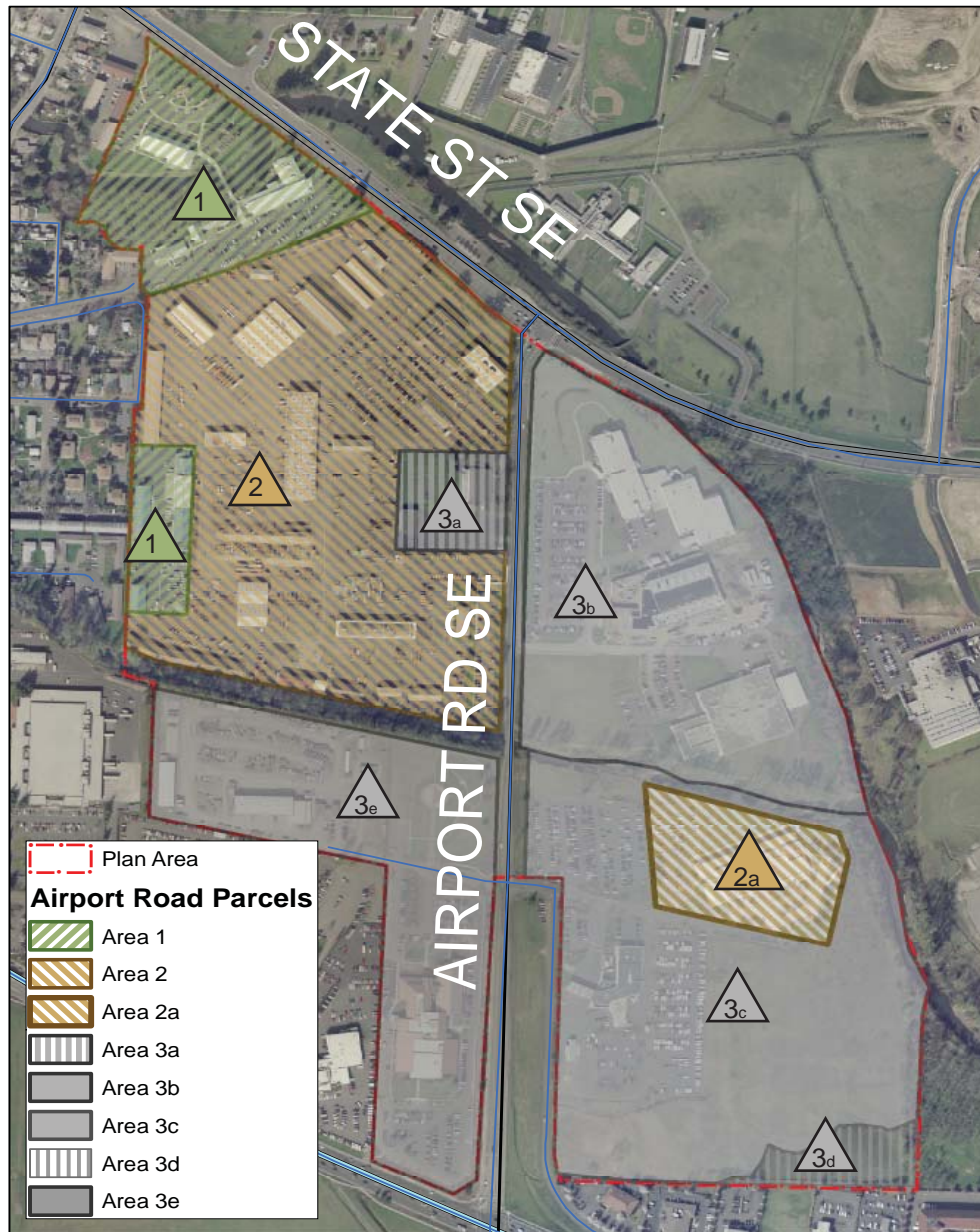 STATE ST SE
1
2
3a
1
3b
AIRPORT RD SE
3e
2a
3c
3d
Plan Area
Airport Road Parcels
Area 1
Area 2
Area 2a
Area 3a
Area 3b
Area 3c
Area 3d
Area 3e